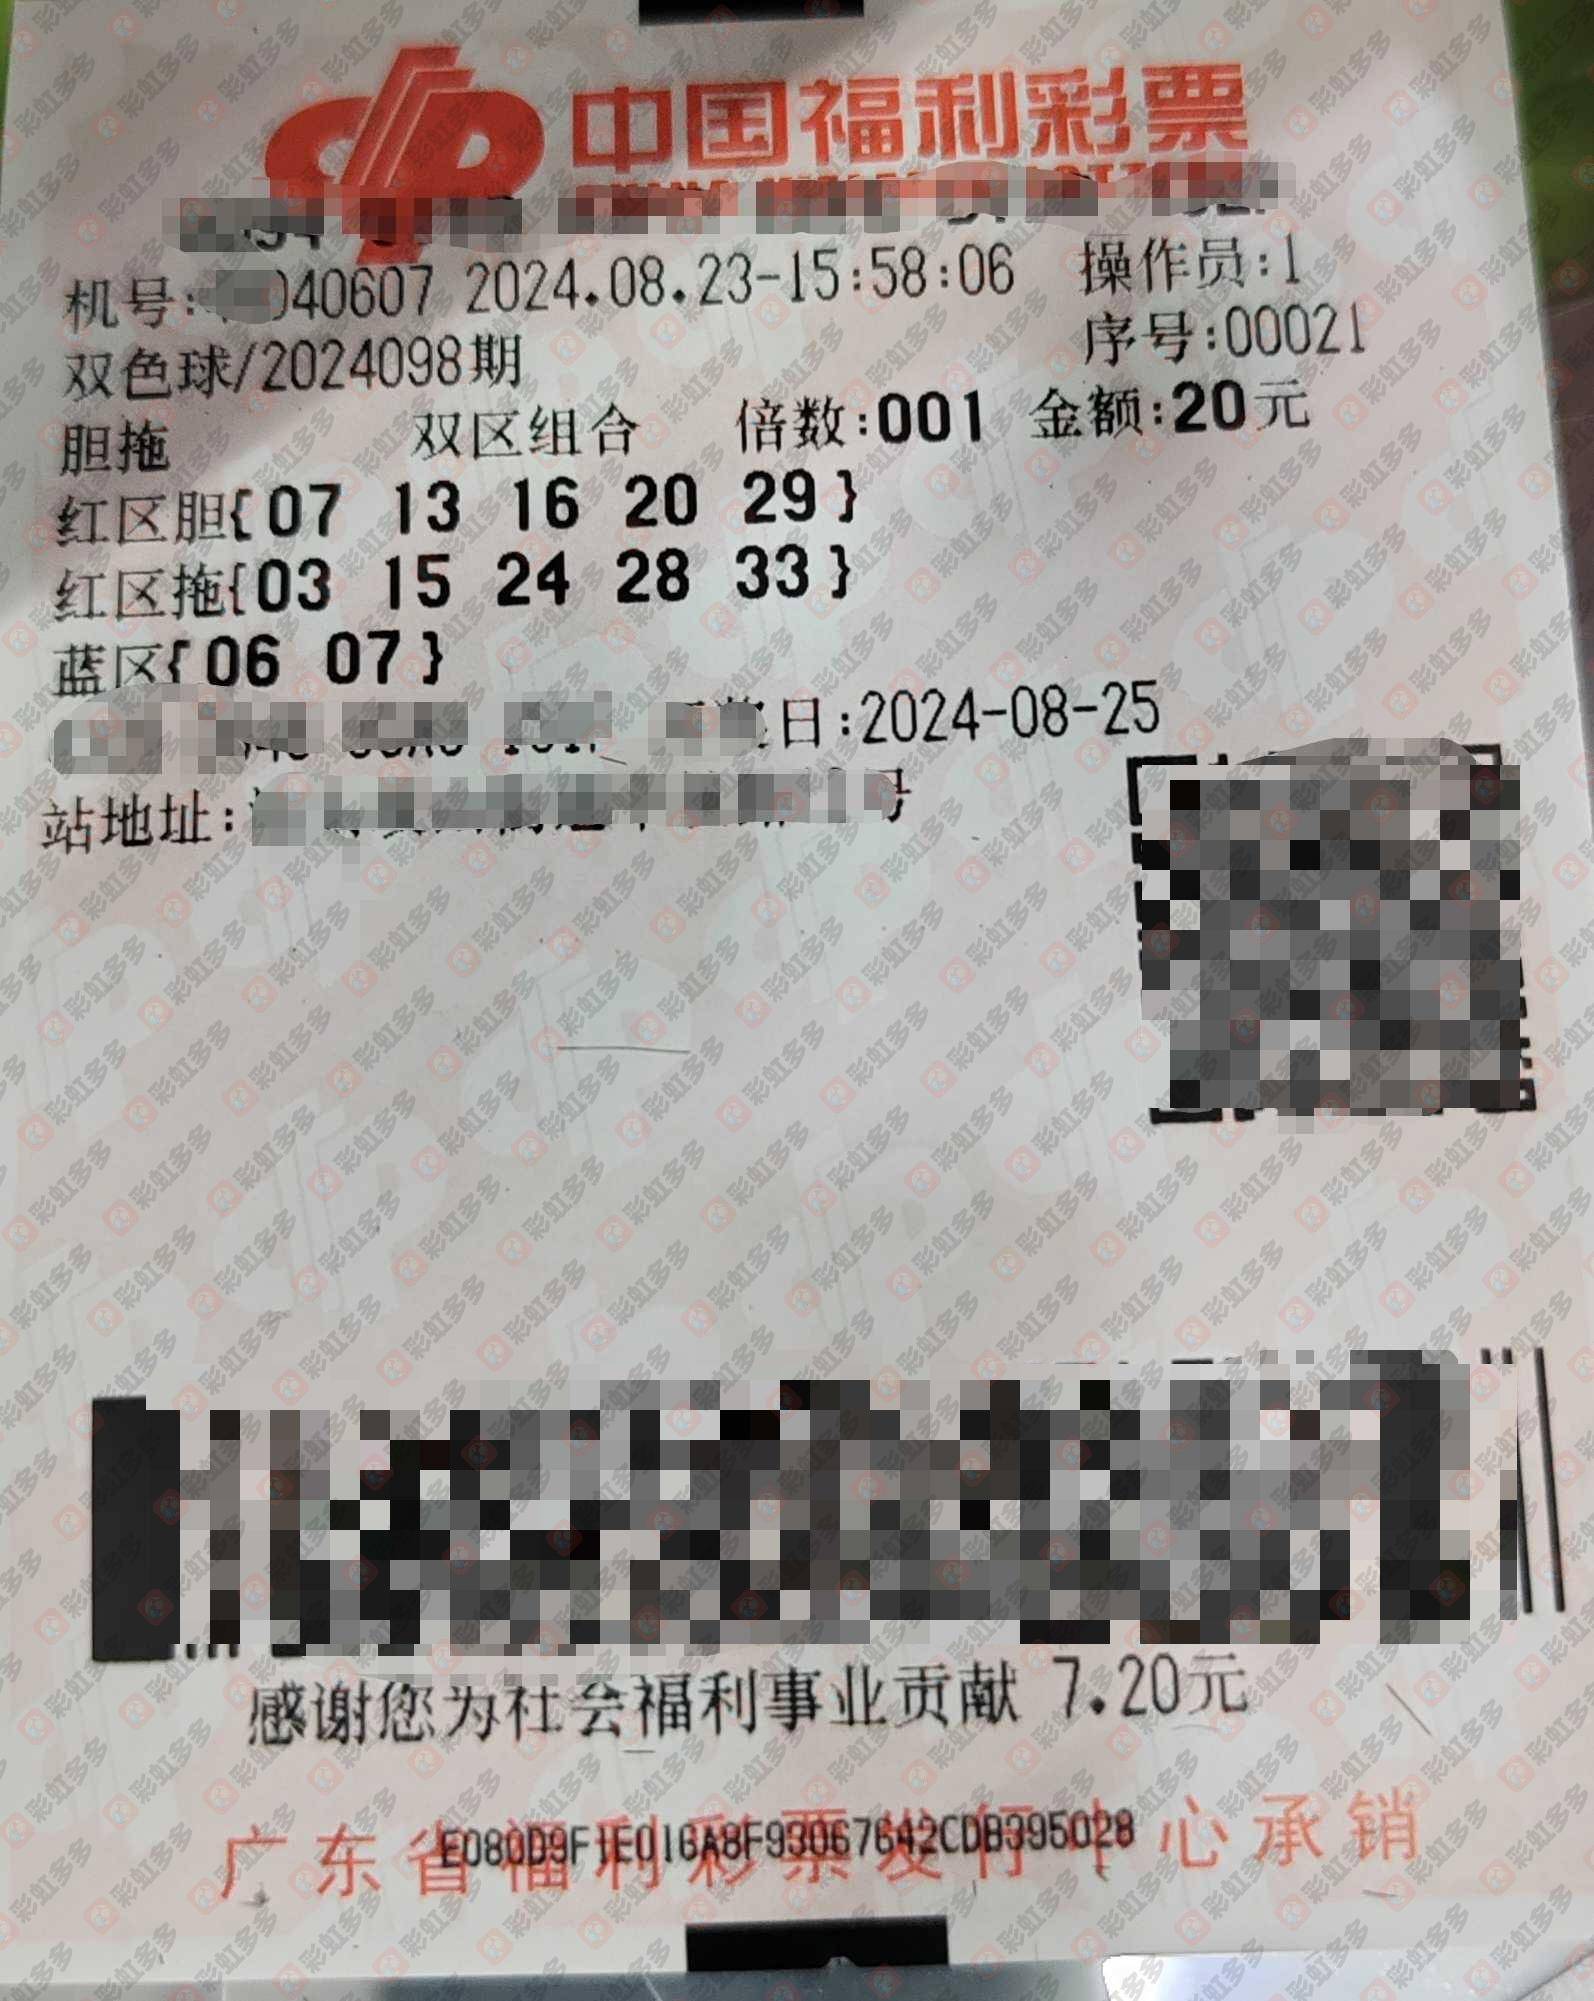 中国福利彩票
机号: 040607 2024.08.23-15:58:06 操作员:1
双色球/2024098期 序号:00021
胆拖 双区组合 倍数:001 金额:20元
红区胆{07 13 16 20 29}
红区拖{03 15 24 28 33}
蓝区{06 07}
日:2024-08-25
站地址: 号
感谢您为社会福利事业贡献 7.20元
广东省福利彩票发行中心承销
彩虹多多